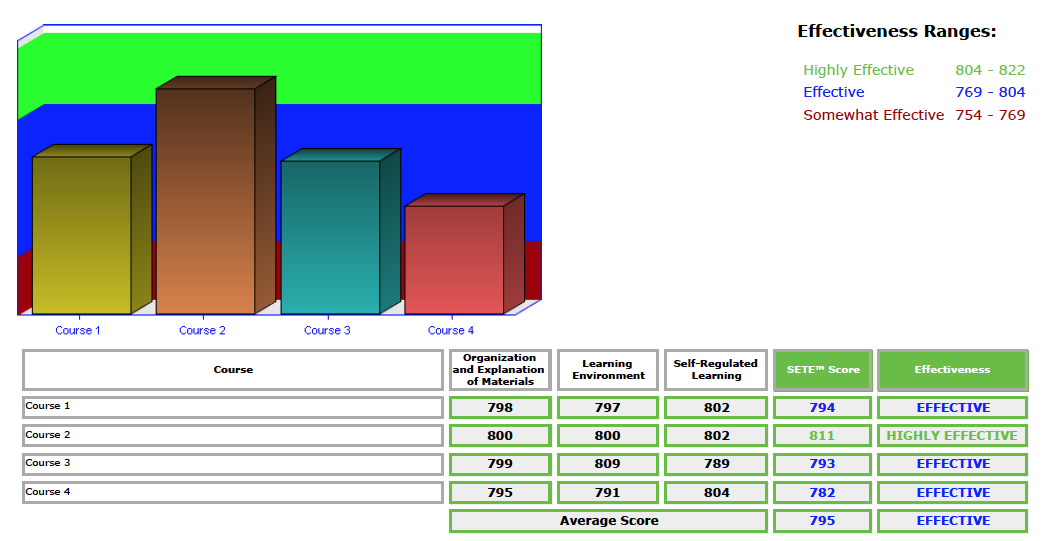 Effectiveness Ranges:
Highly Effective 804 - 822
Effective 769 - 804
Somewhat Effective 754 - 769
Course 1 Course 2 Course 3 Course 4
Course
Organization
and Explanation
of Materials
Learning
Environment
Self-Regulated
Learning
SETE™ Score
Effectiveness
Course 1 798 797 802 794 EFFECTIVE
Course 2 800 800 802 811 HIGHLY EFFECTIVE
Course 3 799 809 789 793 EFFECTIVE
Course 4 795 791 804 782 EFFECTIVE
Average Score 795 EFFECTIVE